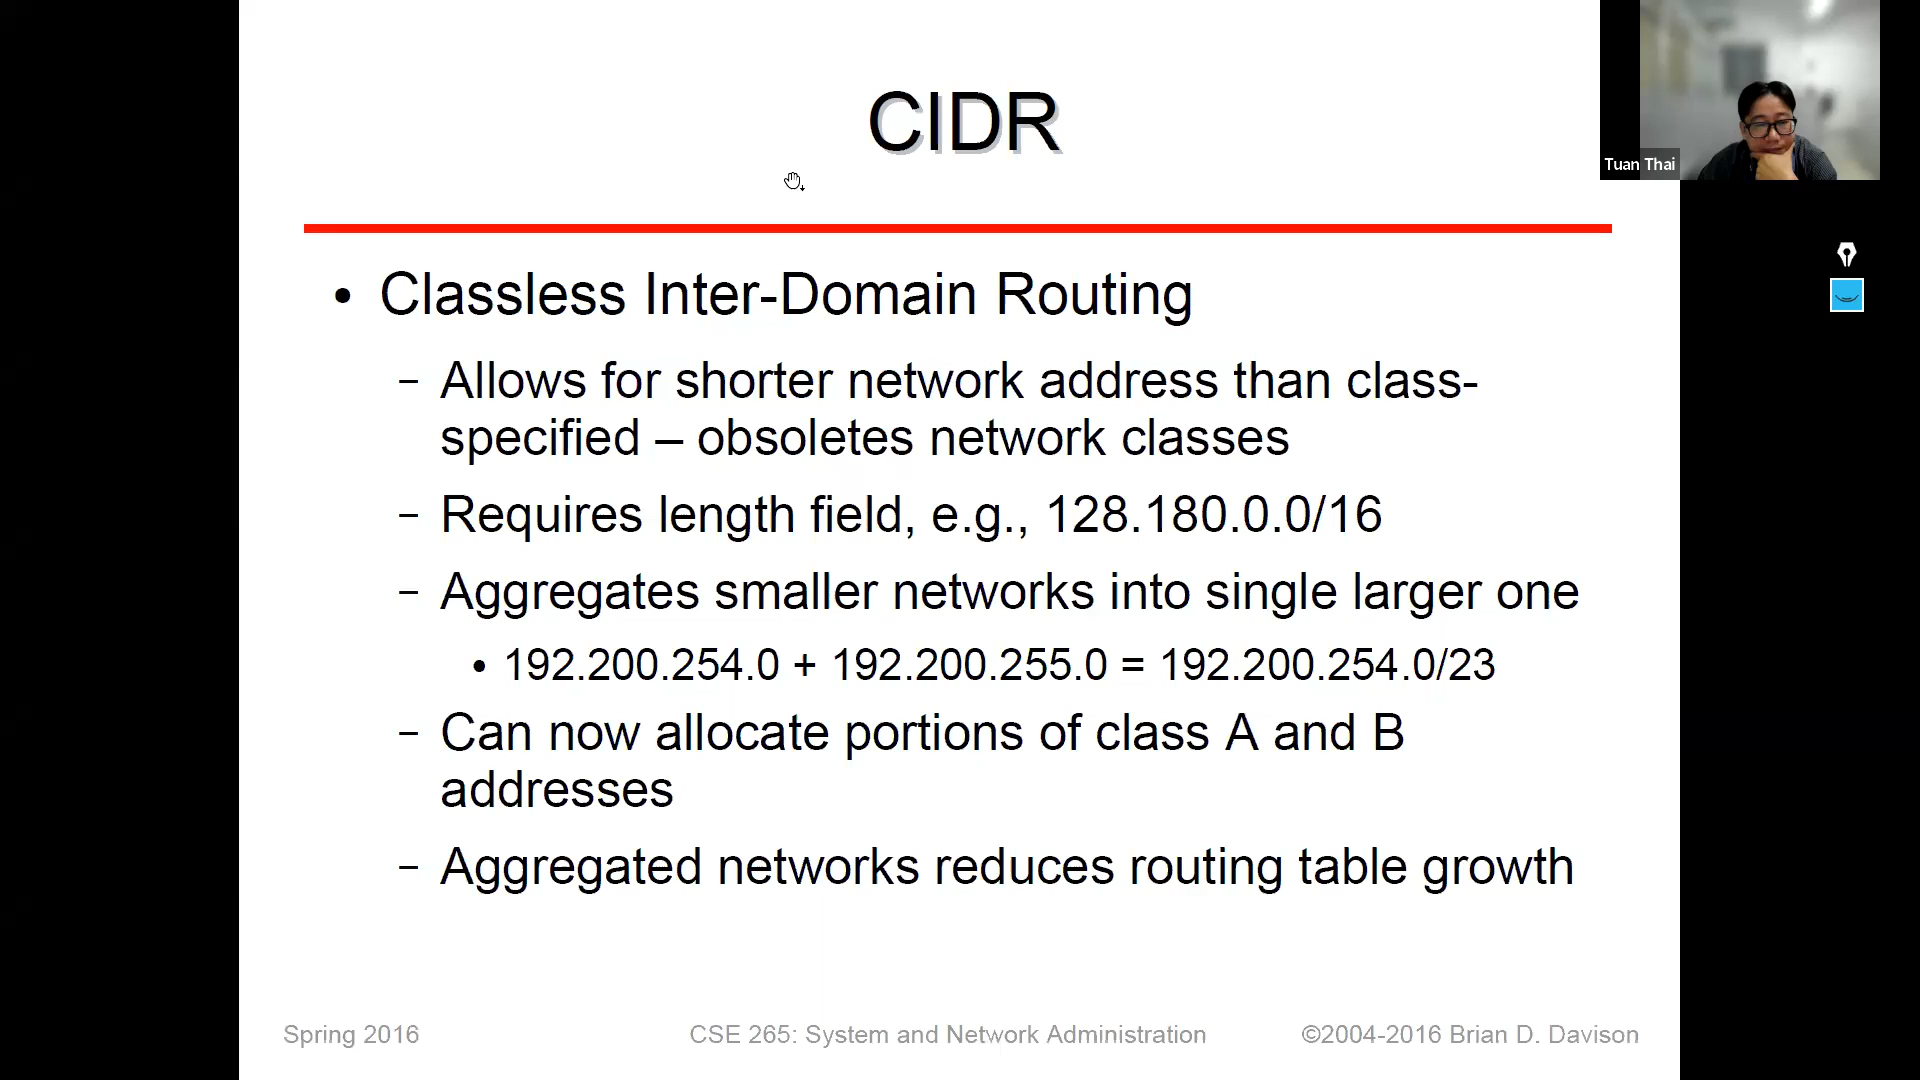 CIDR
Tuan Thai
• Classless Inter-Domain Routing
– Allows for shorter network address than class-
specified – obsoletes network classes
– Requires length field, e.g., 128.180.0.0/16
– Aggregates smaller networks into single larger one
• 192.200.254.0 + 192.200.255.0 = 192.200.254.0/23
– Can now allocate portions of class A and B
addresses
– Aggregated networks reduces routing table growth
Spring 2016
CSE 265: System and Network Administration
©2004-2016 Brian D. Davison